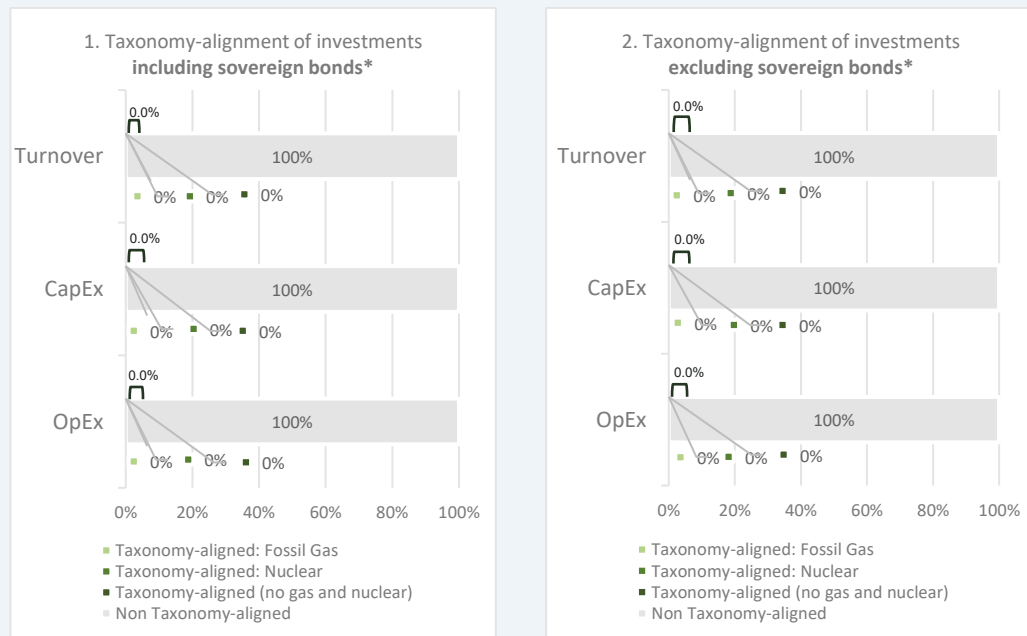 1. Taxonomy-alignment of investments
including sovereign bonds*
0.0%
Turnover
100%
0% 0% 0%
0.0%
CapEx
100%
0% 0% 0%
0.0%
OpEx
100%
0% 0% 0%
0% 20% 40% 60% 80% 100%
Taxonomy-aligned: Fossil Gas
Taxonomy-aligned: Nuclear
Taxonomy-aligned (no gas and nuclear)
Non Taxonomy-aligned
2. Taxonomy-alignment of investments
excluding sovereign bonds*
0.0%
Turnover
100%
0% 0% 0%
0.0%
CapEx
100%
0% 0% 0%
0.0%
OpEx
100%
0% 0% 0%
0% 20% 40% 60% 80% 100%
Taxonomy-aligned: Fossil Gas
Taxonomy-aligned: Nuclear
Taxonomy-aligned (no gas and nuclear)
Non Taxonomy-aligned